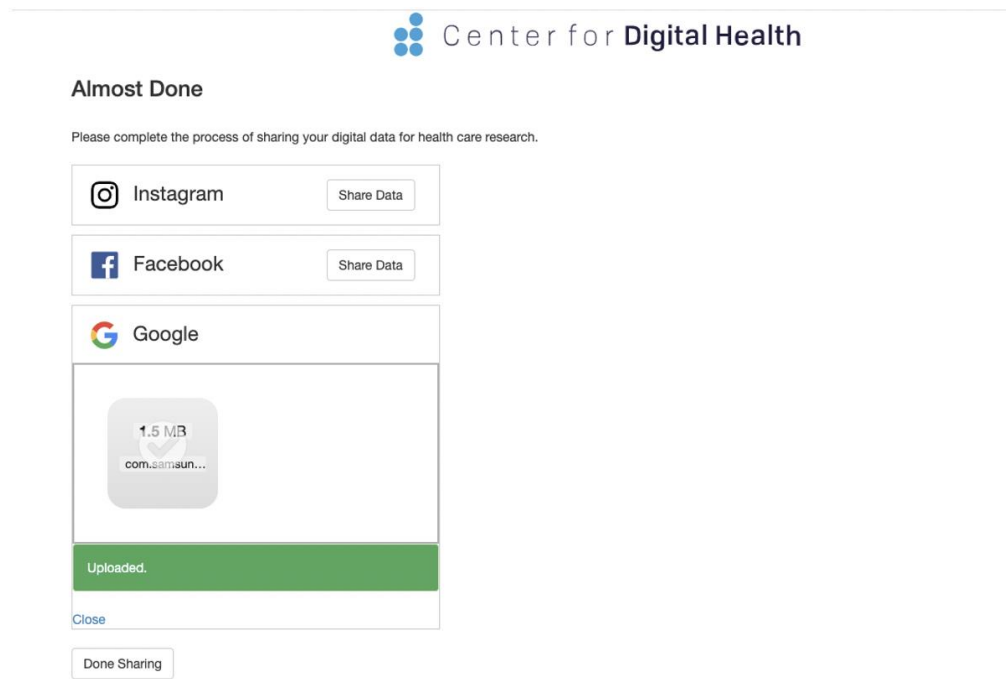 Center for Digital Health
Almost Done
Please complete the process of sharing your digital data for health care research.
Instagram
Share Data
Facebook
Share Data
Google
1.5 MB
com.samsun...
Uploaded.
Close
Done Sharing